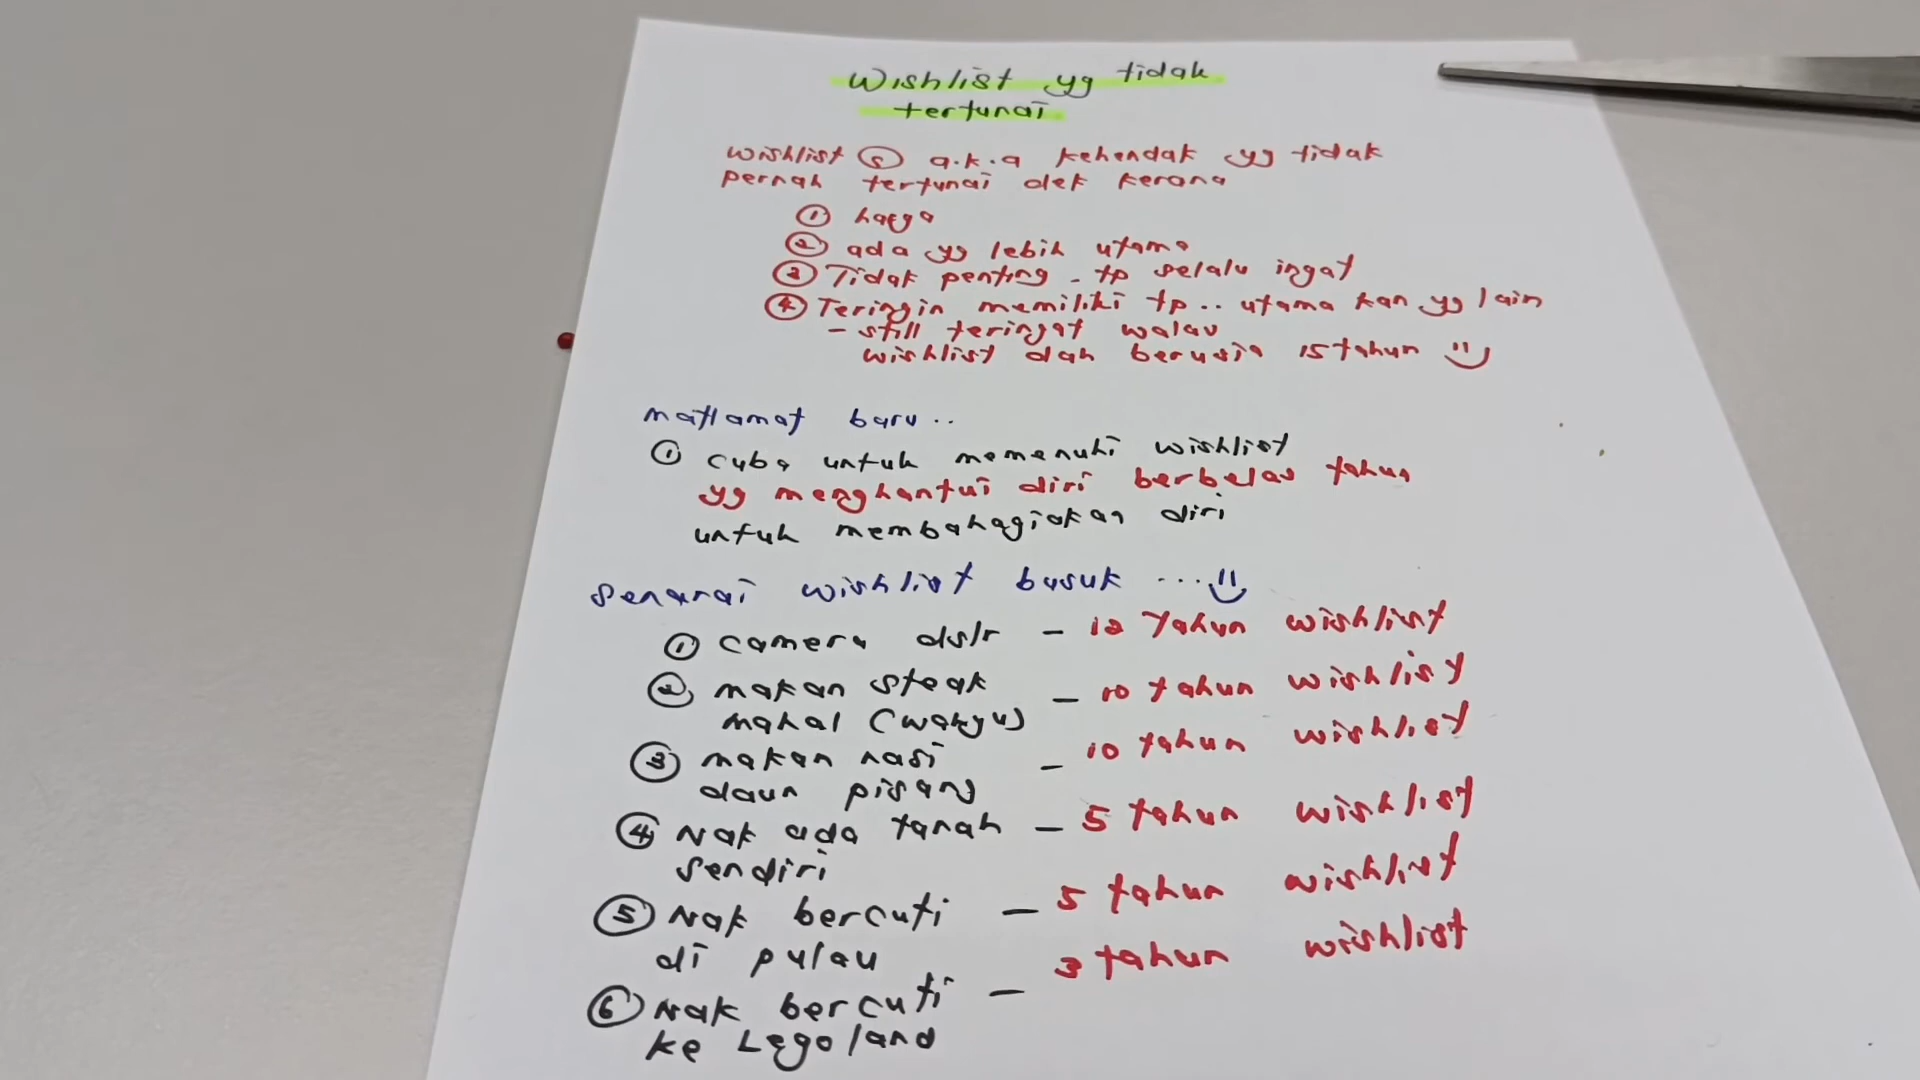 Wishlist yg tidak
tertunai
wishlist (s) a.k.a kehendak yg tidak
pernah tertunai olek kerana
① harga
② ada yg lebih utama
③ Tidak penting - tp selalu ingat
④ Teringin memiliki tp.. utama kan yg lain
- still teringat walau
wishlist dah berusia 15 tahun
matlamat baru..
① cuba untuk memenuhi wishlist
yg menghantui diri berbelas tahun
untuk membahagiakan diri
senarai wishlist busuk ...
① camera dslr - 12 Tahun wishlist
② makan steak - 10 tahun wishlist
mahal (wakyu)
③ makan nasi - 10 tahun wishlist
daun pisang
④ Nak ada tanah - 5 tahun wishlist
sendiri
⑤ Nak bercuti - 5 tahun wishlist
di pulau
⑥ Nak bercuti - 3 tahun wishlist
ke Legoland